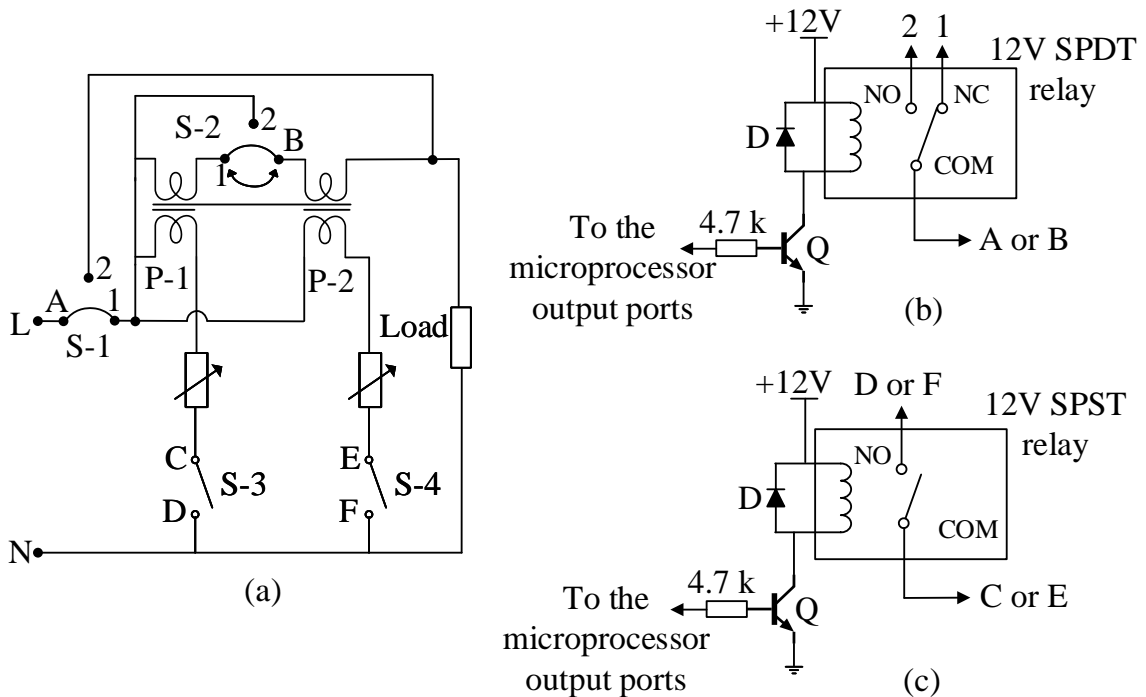 S-2
2
B
1
P-1
P-2
2
A
1
L
S-1
Load
C
S-3
D
E
S-4
F
N
(a)
+12V
2 1
12V SPDT
relay
NO
NC
D
COM
4.7 k
To the
microprocessor
output ports
Q
A or B
(b)
+12V
D or F
12V SPST
relay
NO
D
COM
4.7 k
To the
microprocessor
output ports
Q
C or E
(c)